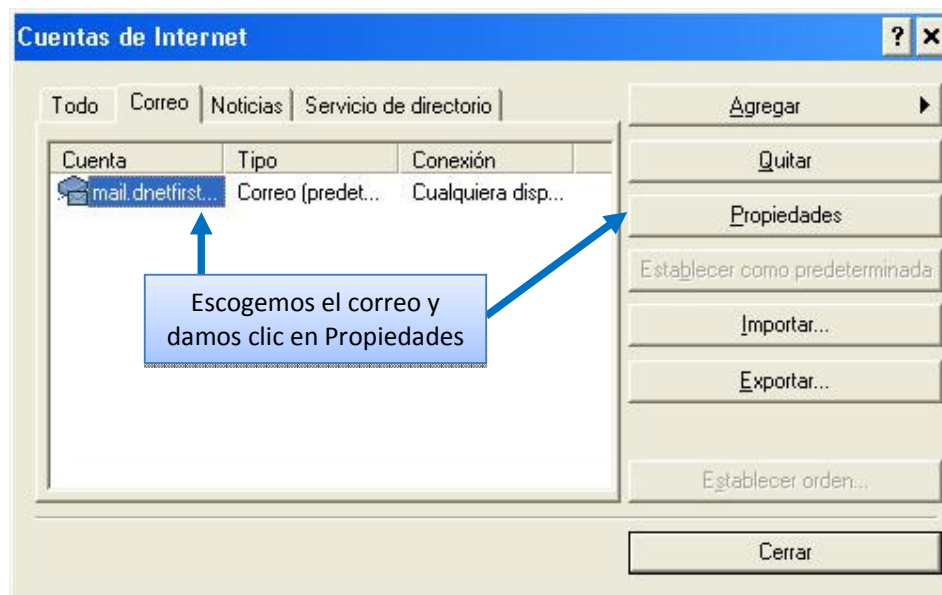 Cuentas de Internet
Todo Correo Noticias Servicio de directorio
Cuenta Tipo Conexión
mail.dnetfirst... Correo (predet... Cualquiera disp...
Escogemos el correo y
damos clic en Propiedades
Agregar
Quitar
Propiedades
Establecer como predeterminada
Importar...
Exportar...
Establecer orden...
Cerrar